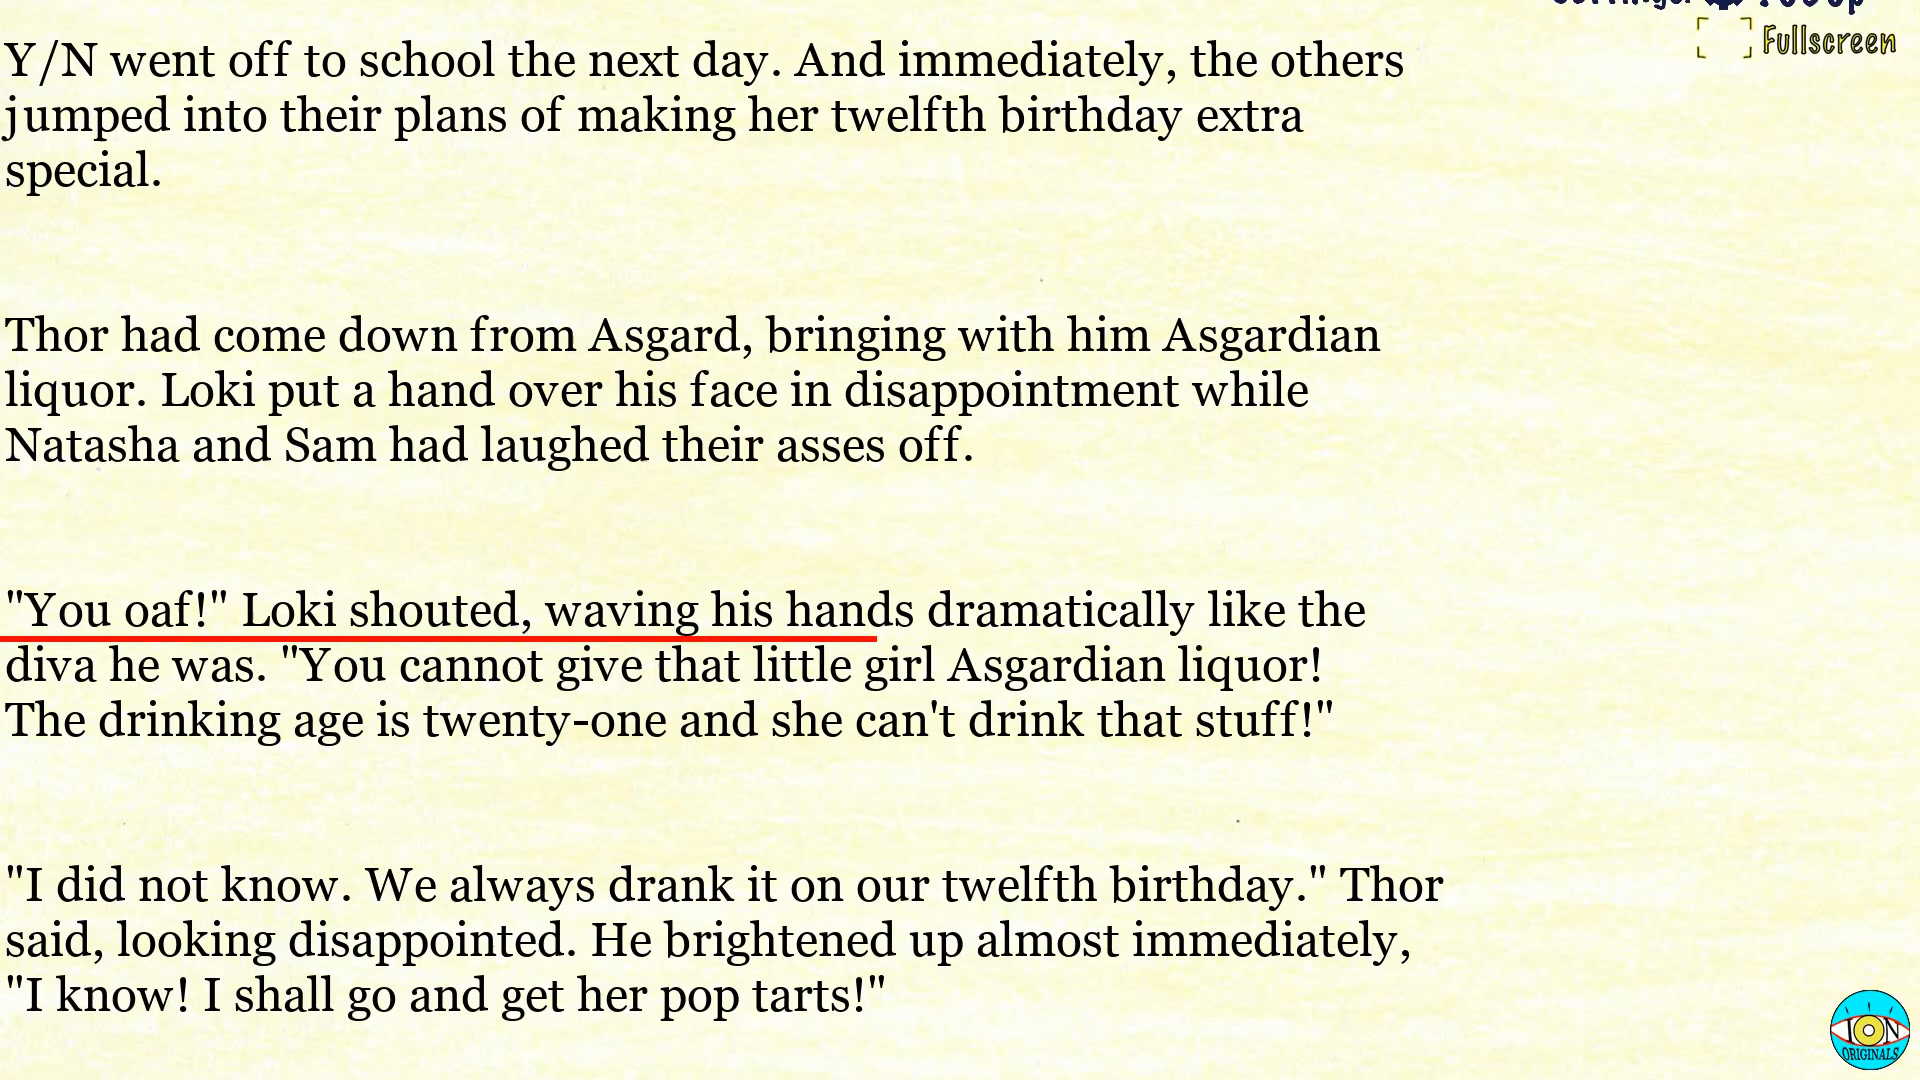 Y/N went off to school the next day. And immediately, the others
jumped into their plans of making her twelfth birthday extra
special.
Thor had come down from Asgard, bringing with him Asgardian
liquor. Loki put a hand over his face in disappointment while
Natasha and Sam had laughed their asses off.
"You oaf!" Loki shouted, waving his hands dramatically like the
diva he was. "You cannot give that little girl Asgardian liquor!
The drinking age is twenty-one and she can't drink that stuff!"
"I did not know. We always drank it on our twelfth birthday." Thor
said, looking disappointed. He brightened up almost immediately,
"I know! I shall go and get her pop tarts!"
Fullscreen
ION
ORIGINALS